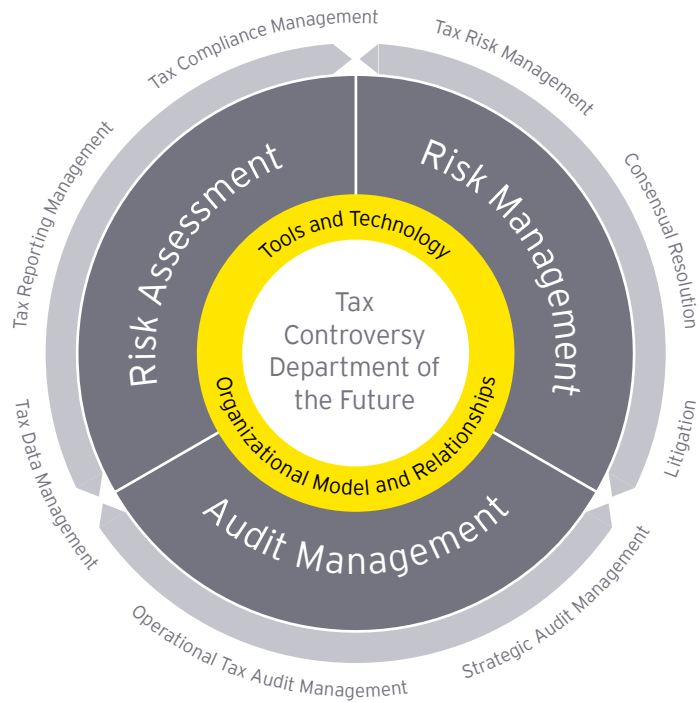 Tax Compliance Management
Tax Risk Management
Tax Reporting Management
Consensual Resolution
Tax Data Management
Litigation
Operational Tax Audit Management
Strategic Audit Management
Risk Assessment
Risk Management
Audit Management
Tools and Technology
Organizational Model and Relationships
Tax
Controversy
Department of
the Future